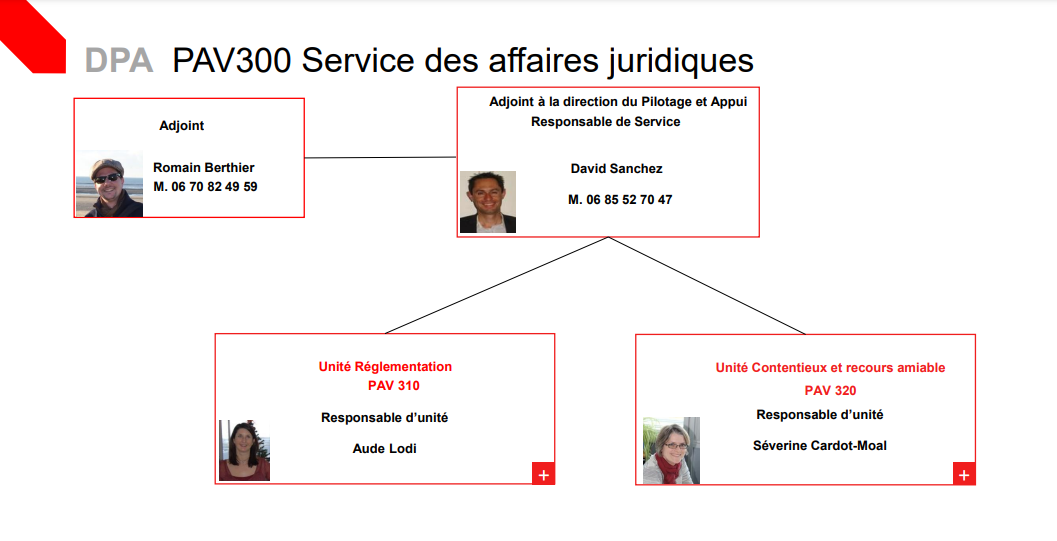 DPA PAV300 Service des affaires juridiques
Adjoint
Romain Berthier
M. 06 70 82 49 59
Adjoint à la direction du Pilotage et Appui
Responsable de Service
David Sanchez
M. 06 85 52 70 47
Unité Réglementation
PAV 310
Responsable d’unité
Aude Lodi
+
Unité Contentieux et recours amiable
PAV 320
Responsable d’unité
Séverine Cardot-Moal
+